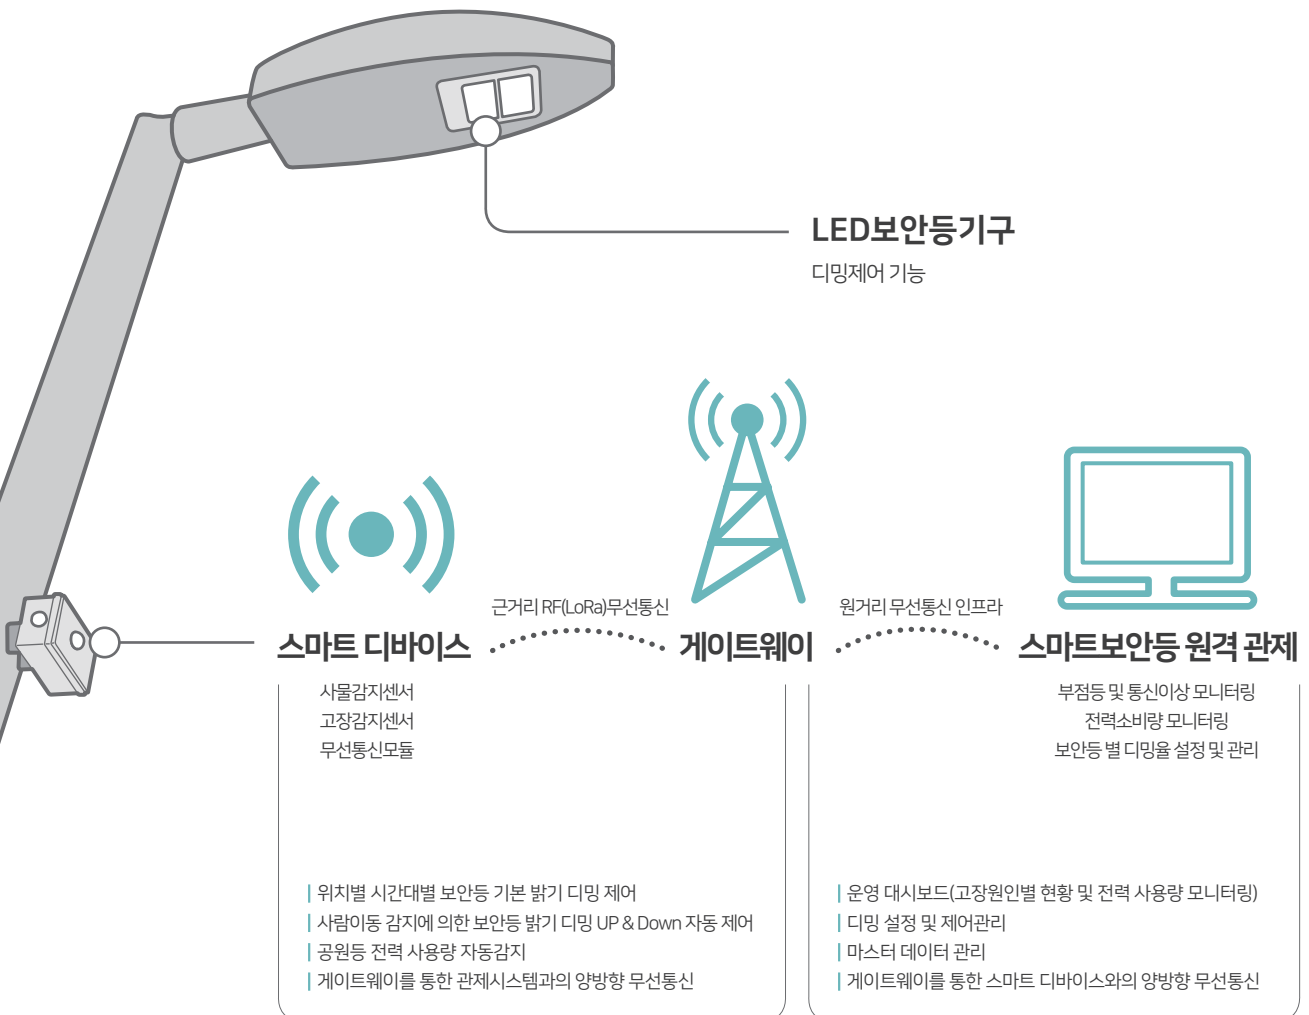 LED보안등기구
디밍제어 기능
근거리 RF(LoRa)무선통신
원거리 무선통신 인프라
스마트 디바이스
게이트웨이
스마트보안등 원격 관제
사물감지센서
고장감지센서
무선통신모듈
부점등 및 통신이상 모니터링
전력소비량 모니터링
보안등 별 디밍율 설정 및 관리
| 위치별 시간대별 보안등 기본 밝기 디밍 제어
| 사람이동 감지에 의한 보안등 밝기 디밍 UP & Down 자동 제어
| 공원등 전력 사용량 자동감지
| 게이트웨이를 통한 관제시스템과의 양방향 무선통신
| 운영 대시보드(고장원인별 현황 및 전력 사용량 모니터링)
| 디밍 설정 및 제어관리
| 마스터 데이터 관리
| 게이트웨이를 통한 스마트 디바이스와의 양방향 무선통신